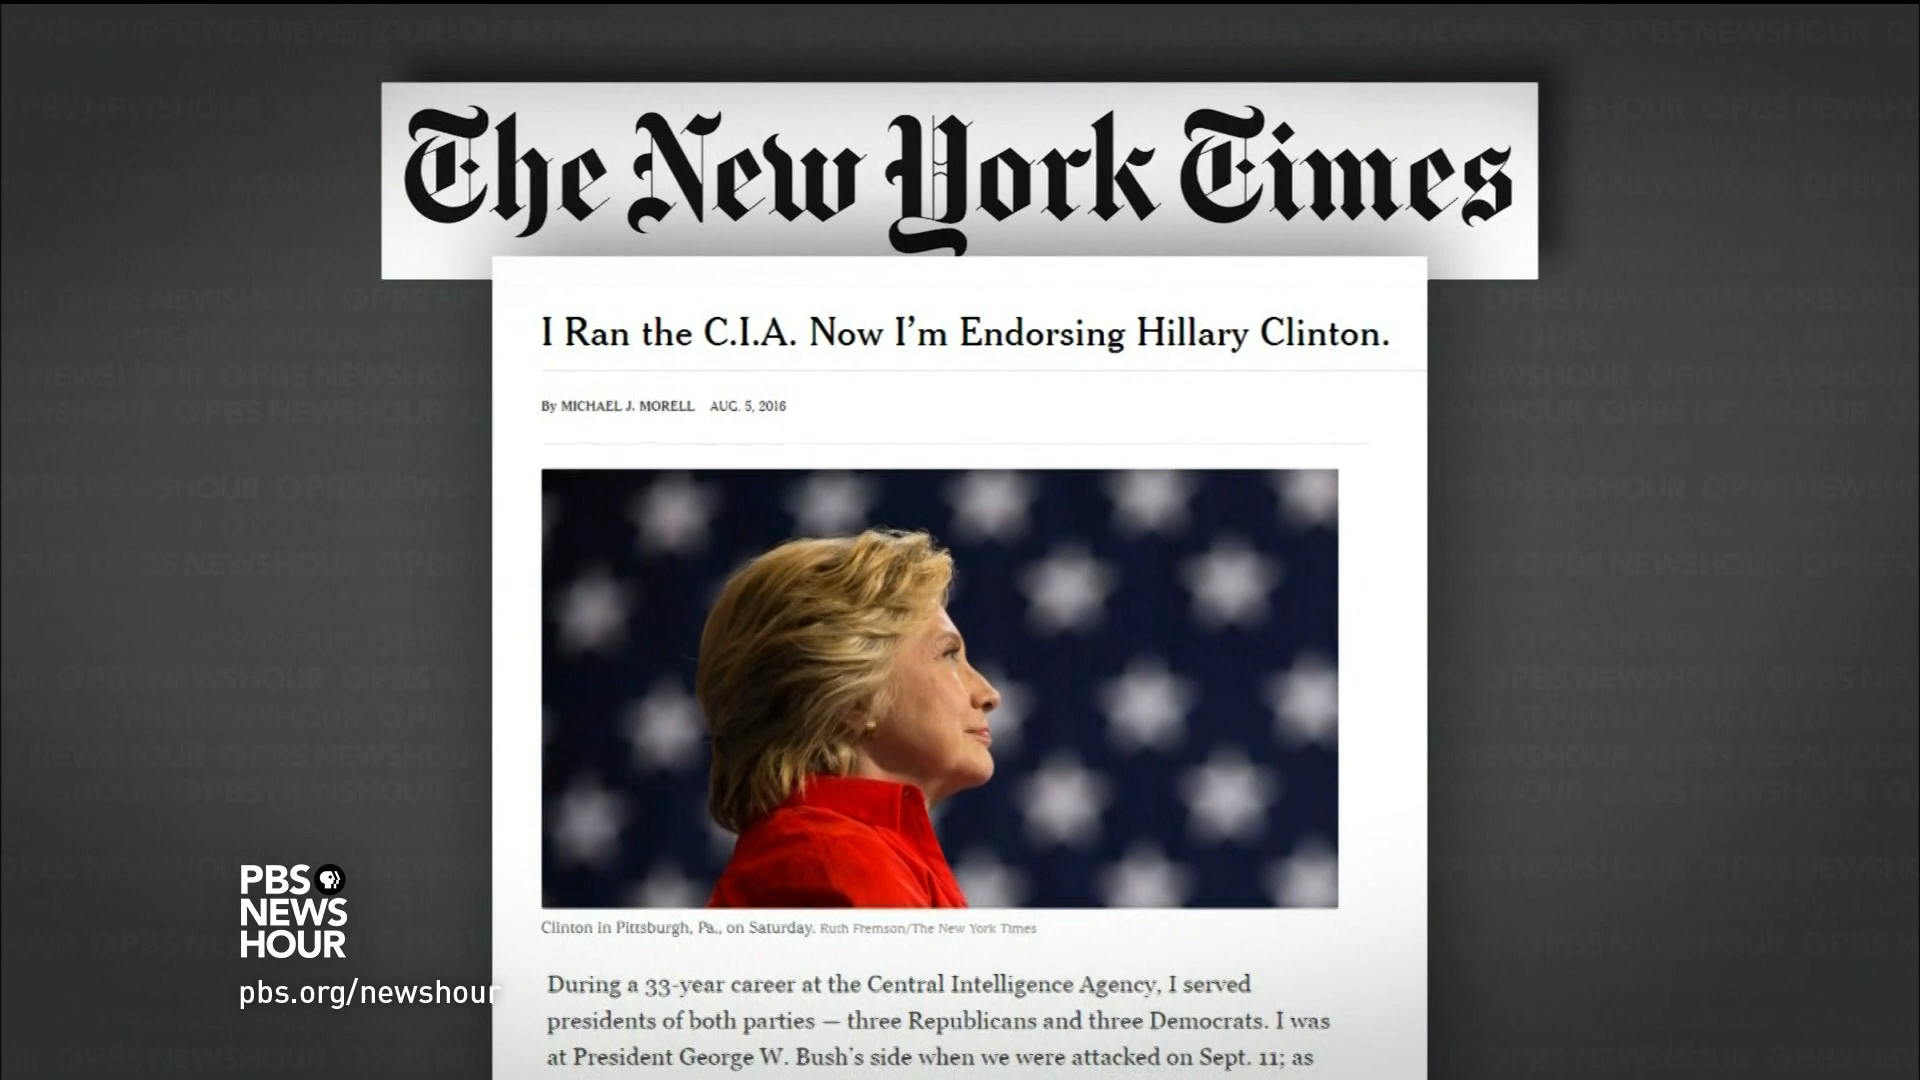 The New York Times
I Ran the C.I.A. Now I'm Endorsing Hillary Clinton.
By MICHAEL J. MORELL AUG. 5, 2016
Clinton in Pittsburgh, Pa., on Saturday. Ruth Fremson/The New York Times
During a 33-year career at the Central Intelligence Agency, I served
presidents of both parties — three Republicans and three Democrats. I was
at President George W. Bush's side when we were attacked on Sept. 11; as
PBS
NEWS
HOUR
pbs.org/newshour